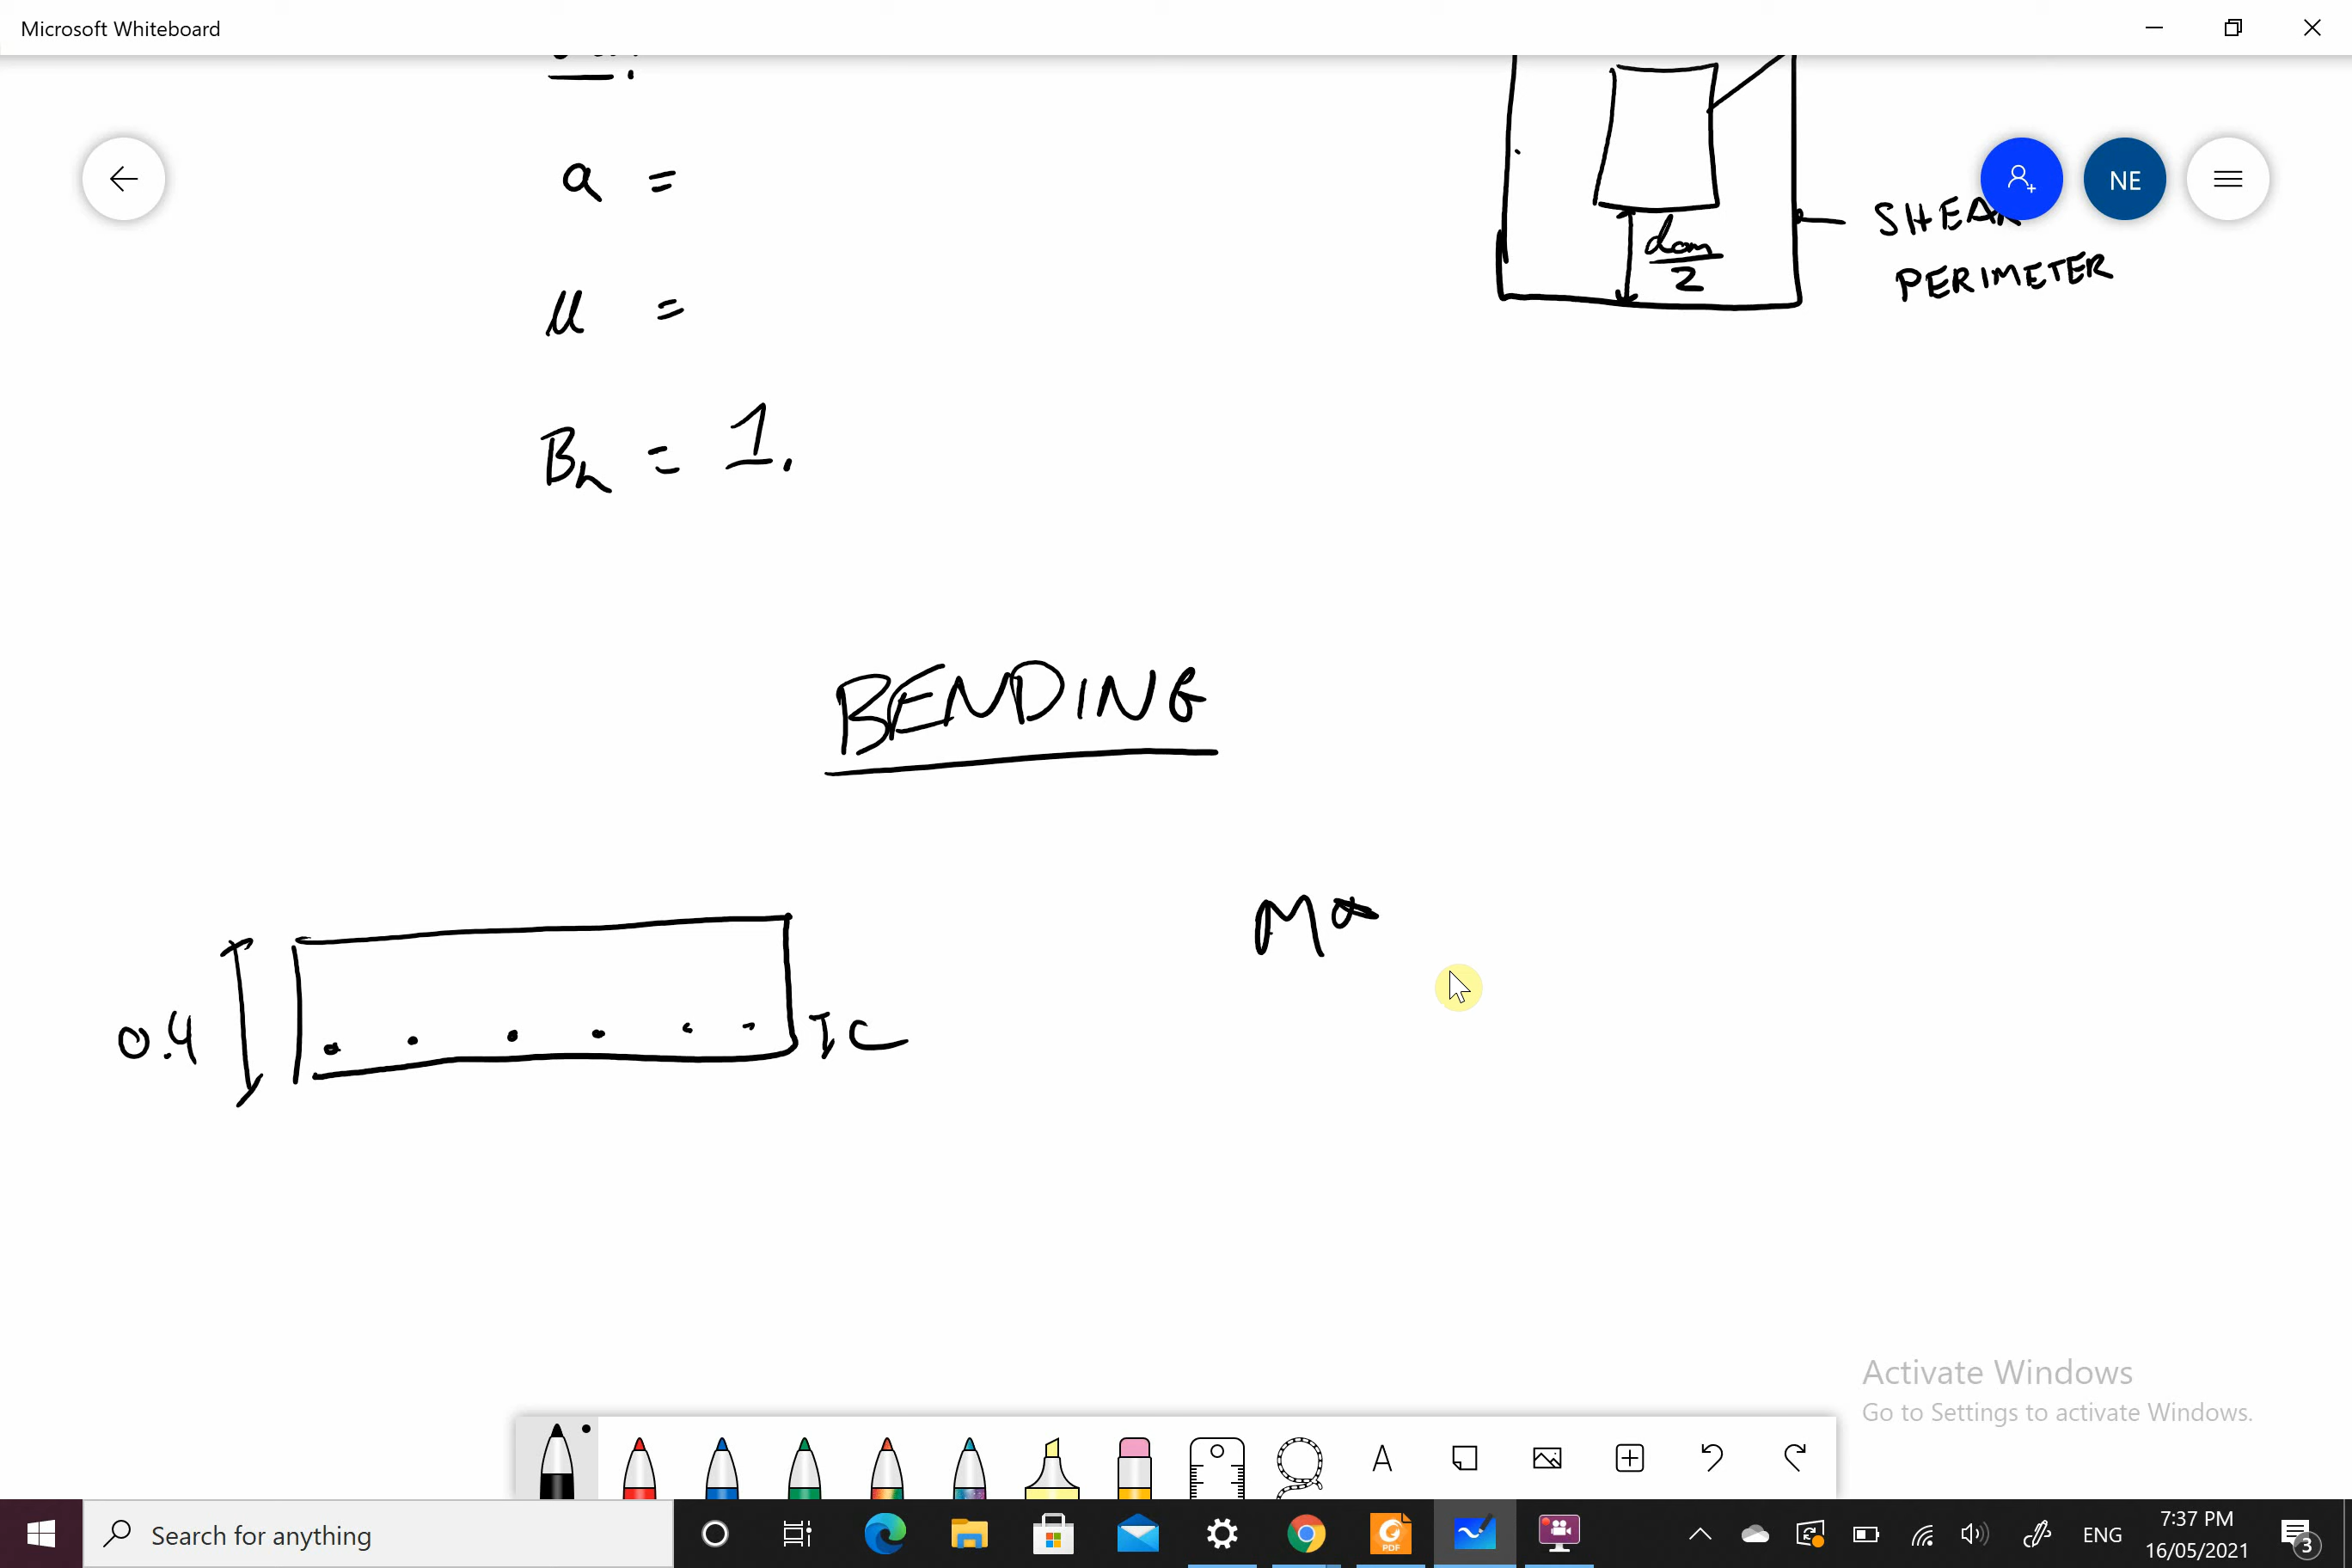 Microsoft Whiteboard
a =
NE
SHEAR
dom
2
PERIMETER
u =
Bh = 1.
BENDING
M*
0.4
I C
Activate Windows
Go to Settings to activate Windows.
A
Search for anything
PDF
ENG
7:37 PM
16/05/2021
3